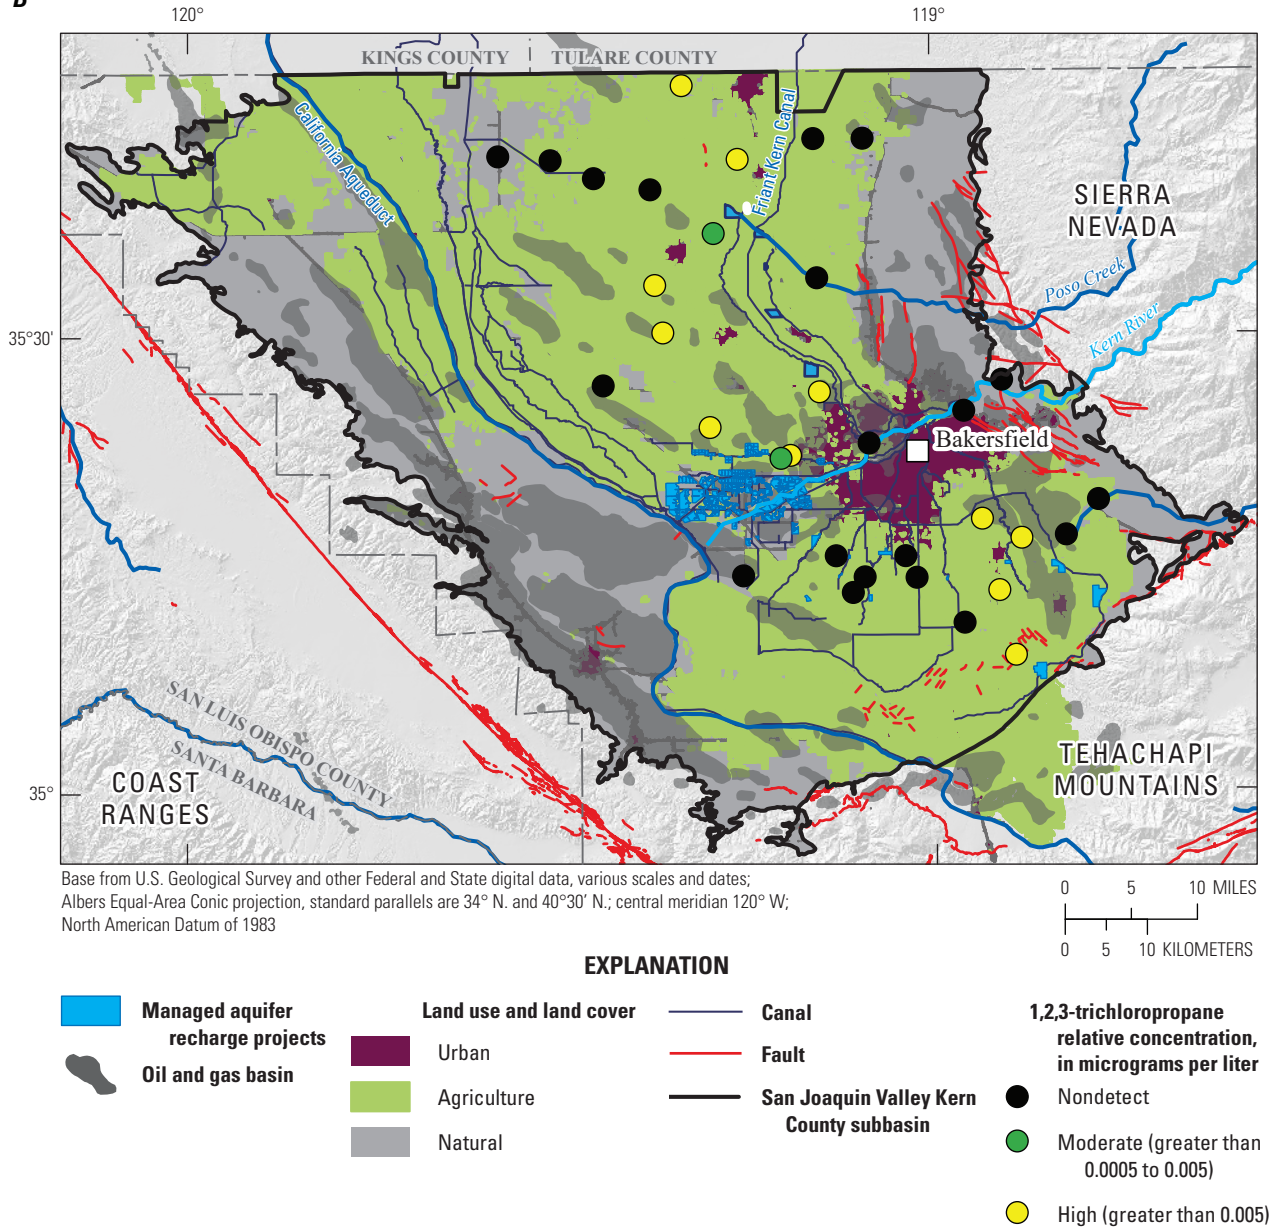 B
120°
119°
KINGS COUNTY
TULARE COUNTY
California Aqueduct
Friant Kern Canal
SIERRA
NEVADA
Poso Creek
Kern River
35°30'
Bakersfield
SAN LUIS OBISPO COUNTY
SANTA BARBARA
COAST
RANGES
TEHACHAPI
MOUNTAINS
35°
Base from U.S. Geological Survey and other Federal and State digital data, various scales and dates;
Albers Equal-Area Conic projection, standard parallels are 34° N. and 40°30' N.; central meridian 120° W;
North American Datum of 1983
0 5 10 MILES
0 5 10 KILOMETERS
EXPLANATION
Managed aquifer
recharge projects
Oil and gas basin
Land use and land cover
Urban
Agriculture
Natural
Canal
Fault
San Joaquin Valley Kern
County subbasin
1,2,3-trichloropropane
relative concentration,
in micrograms per liter
Nondetect
Moderate (greater than
0.0005 to 0.005)
High (greater than 0.005)